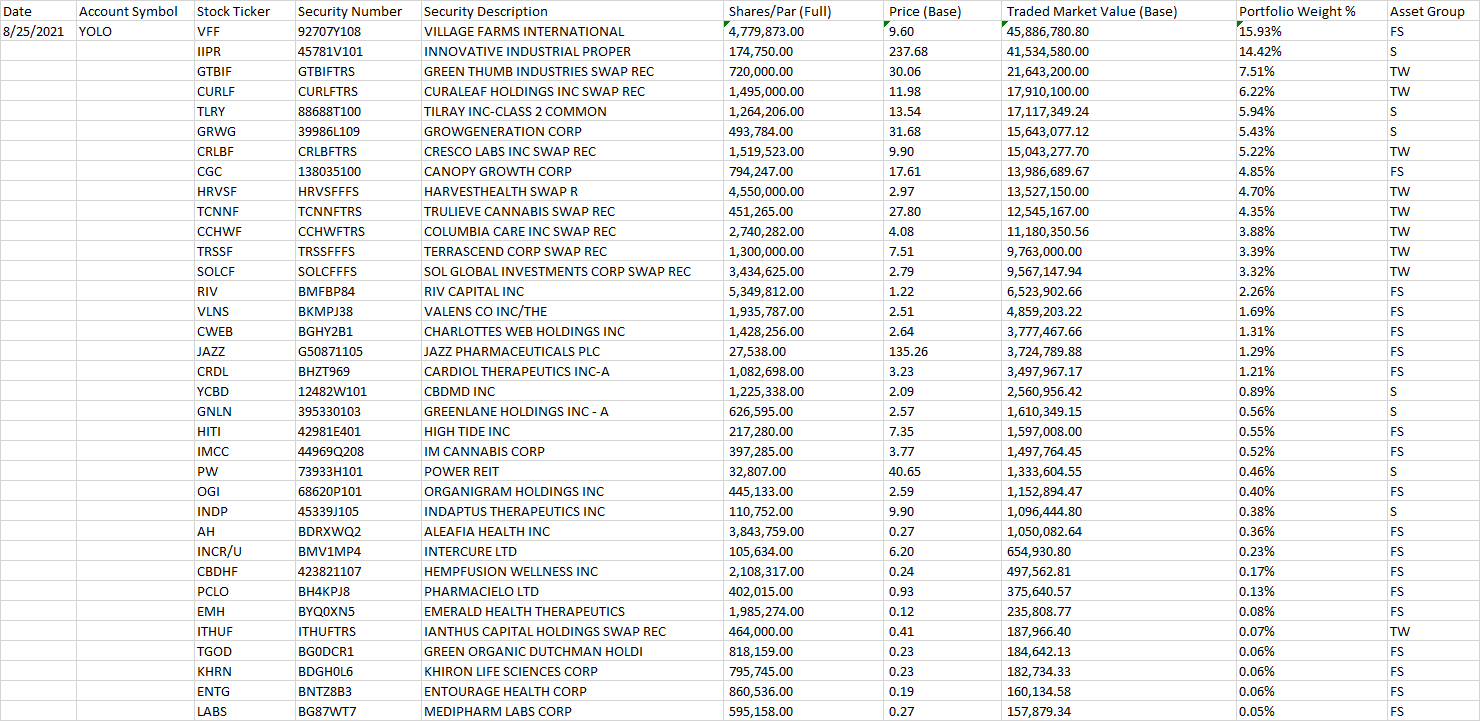 Date Account Symbol Stock Ticker Security Number Security Description Shares/Par (Full) Price (Base) Traded Market Value (Base) Portfolio Weight % Asset Group
8/25/2021 YOLO VFF 92707Y108 VILLAGE FARMS INTERNATIONAL 4,779,873.00 9.60 45,886,780.80 15.93% FS
IIPR 45781V101 INNOVATIVE INDUSTRIAL PROPER 174,750.00 237.68 41,534,580.00 14.42% S
GTBIF GTBIFTRS GREEN THUMB INDUSTRIES SWAP REC 720,000.00 30.06 21,643,200.00 7.51% TW
CURLF CURLFTRS CURALEAF HOLDINGS INC SWAP REC 1,495,000.00 11.98 17,910,100.00 6.22% TW
TLRY 88688T100 TILRAY INC-CLASS 2 COMMON 1,264,206.00 13.54 17,117,349.24 5.94% S
GRWG 39986L109 GROWGENERATION CORP 493,784.00 31.68 15,643,077.12 5.43% S
CRLBF CRLBFTRS CRESCO LABS INC SWAP REC 1,519,523.00 9.90 15,043,277.70 5.22% TW
CGC 138035100 CANOPY GROWTH CORP 794,247.00 17.61 13,986,689.67 4.85% FS
HRVSF HRVSFFFS HARVESTHEALTH SWAP R 4,550,000.00 2.97 13,527,150.00 4.70% TW
TCNNF TCNNFTRS TRULIEVE CANNABIS SWAP REC 451,265.00 27.80 12,545,167.00 4.35% TW
CCHWF CCHWFTRS COLUMBIA CARE INC SWAP REC 2,740,282.00 4.08 11,180,350.56 3.88% TW
TRSSF TRSSFFFS TERRASCEND CORP SWAP REC 1,300,000.00 7.51 9,763,000.00 3.39% TW
SOLCF SOLCFFFS SOL GLOBAL INVESTMENTS CORP SWAP REC 3,434,625.00 2.79 9,567,147.94 3.32% TW
RIV BMFBP84 RIV CAPITAL INC 5,349,812.00 1.22 6,523,902.66 2.26% FS
VLNS BKMPJ38 VALENS CO INC/THE 1,935,787.00 2.51 4,859,203.22 1.69% FS
CWEB BGHY2B1 CHARLOTTES WEB HOLDINGS INC 1,428,256.00 2.64 3,777,467.66 1.31% FS
JAZZ G50871105 JAZZ PHARMACEUTICALS PLC 27,538.00 135.26 3,724,789.88 1.29% FS
CRDL BHZT969 CARDIOL THERAPEUTICS INC-A 1,082,698.00 3.23 3,497,967.17 1.21% FS
YCBD 12482W101 CBDMD INC 1,225,338.00 2.09 2,560,956.42 0.89% S
GNLN 395330103 GREENLANE HOLDINGS INC - A 626,595.00 2.57 1,610,349.15 0.56% S
HITI 42981E401 HIGH TIDE INC 217,280.00 7.35 1,597,008.00 0.55% FS
IMCC 44969Q208 IM CANNABIS CORP 397,285.00 3.77 1,497,764.45 0.52% FS
PW 73933H101 POWER REIT 32,807.00 40.65 1,333,604.55 0.46% S
OGI 68620P101 ORGANIGRAM HOLDINGS INC 445,133.00 2.59 1,152,894.47 0.40% FS
INDP 45339J105 INDAPTUS THERAPEUTICS INC 110,752.00 9.90 1,096,444.80 0.38% S
AH BDRXWQ2 ALEAFIA HEALTH INC 3,843,759.00 0.27 1,050,082.64 0.36% FS
INCR/U BMV1MP4 INTERCURE LTD 105,634.00 6.20 654,930.80 0.23% FS
CBDHF 423821107 HEMPFUSION WELLNESS INC 2,108,317.00 0.24 497,562.81 0.17% FS
PCLO BH4KPJ8 PHARMACIELO LTD 402,015.00 0.93 375,640.57 0.13% FS
EMH BYQ0XN5 EMERALD HEALTH THERAPEUTICS 1,985,274.00 0.12 235,808.77 0.08% FS
ITHUF ITHUFTRS IANTHUS CAPITAL HOLDINGS SWAP REC 464,000.00 0.41 187,966.40 0.07% TW
TGOD BG0DCR1 GREEN ORGANIC DUTCHMAN HOLDI 818,159.00 0.23 184,642.13 0.06% FS
KHRN BDGH0L6 KHIRON LIFE SCIENCES CORP 795,745.00 0.23 182,734.33 0.06% FS
ENTG BNTZ8B3 ENTOURAGE HEALTH CORP 860,536.00 0.19 160,134.58 0.06% FS
LABS BG87WT7 MEDIPHARM LABS CORP 595,158.00 0.27 157,879.34 0.05% FS